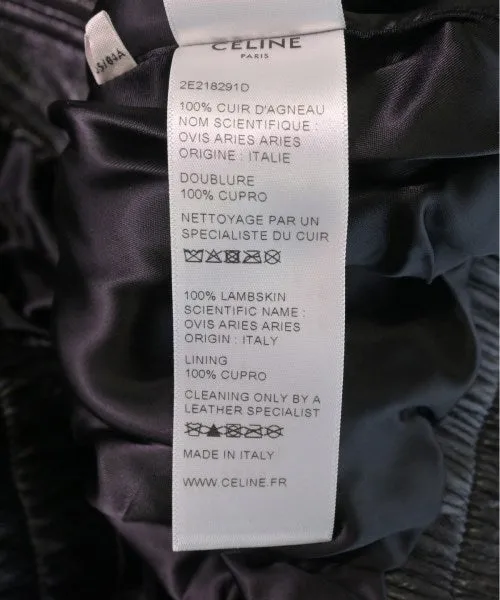 CELINE
PARIS
2E218291D
100% CUIR D'AGNEAU
NOM SCIENTIFIQUE :
OVIS ARIES ARIES
ORIGINE : ITALIE
DOUBLURE
100% CUPRO
NETTOYAGE PAR UN
SPECIALISTE DU CUIR
100% LAMBSKIN
SCIENTIFIC NAME :
OVIS ARIES ARIES
ORIGIN : ITALY
LINING
100% CUPRO
CLEANING ONLY BY A
LEATHER SPECIALIST
MADE IN ITALY
WWW.CELINE.FR